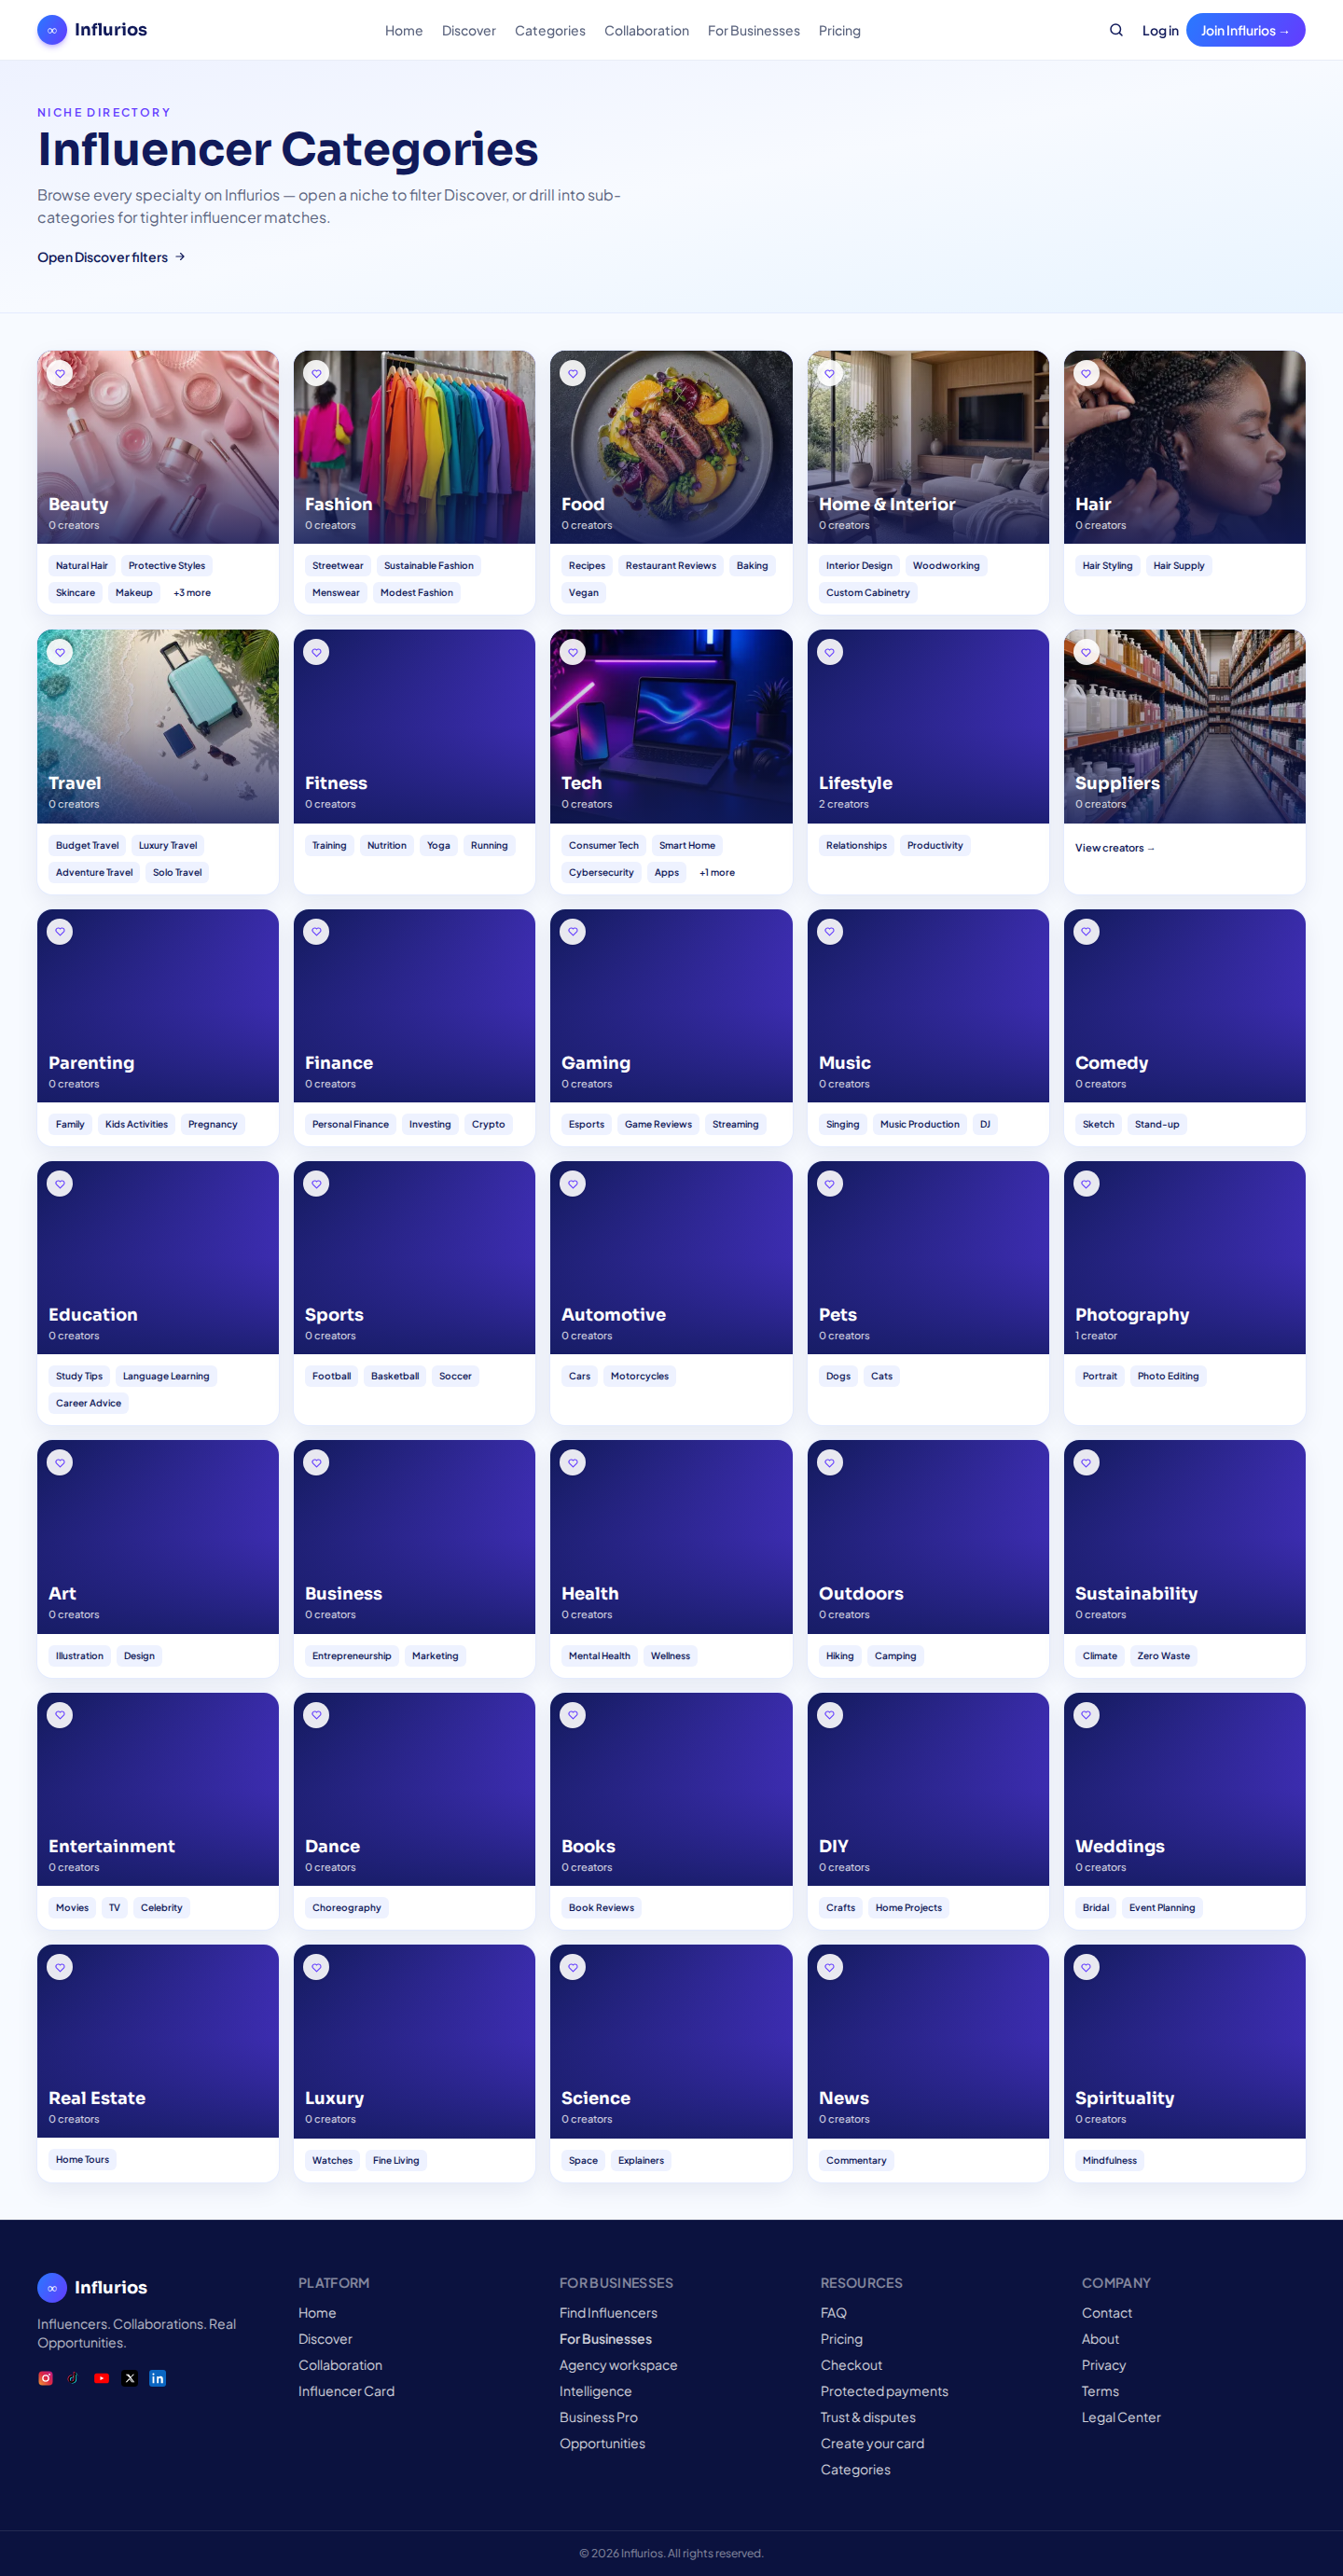 ∞ Influrios Home Discover Categories Collaboration For Businesses Pricing Log in Join Influrios →
NICHE DIRECTORY
Influencer Categories
Browse every specialty on Influrios — open a niche to filter Discover, or drill into sub-
categories for tighter influencer matches.
Open Discover filters →
Beauty Fashion Food Home & Interior Hair
0 creators 0 creators 0 creators 0 creators 0 creators
Natural Hair Protective Styles Streetwear Sustainable Fashion Recipes Restaurant Reviews Baking Interior Design Woodworking Hair Styling Hair Supply
Skincare Makeup +3 more Menswear Modest Fashion Vegan Custom Cabinetry
Travel Fitness Tech Lifestyle Suppliers
0 creators 0 creators 0 creators 2 creators 0 creators
Budget Travel Luxury Travel Training Nutrition Yoga Running Consumer Tech Smart Home Relationships Productivity View creators →
Adventure Travel Solo Travel Cybersecurity Apps +1 more
Parenting Finance Gaming Music Comedy
0 creators 0 creators 0 creators 0 creators 0 creators
Family Kids Activities Pregnancy Personal Finance Investing Crypto Esports Game Reviews Streaming Singing Music Production DJ Sketch Stand-up
Education Sports Automotive Pets Photography
0 creators 0 creators 0 creators 0 creators 1 creator
Study Tips Language Learning Football Basketball Soccer Cars Motorcycles Dogs Cats Portrait Photo Editing
Career Advice
Art Business Health Outdoors Sustainability
0 creators 0 creators 0 creators 0 creators 0 creators
Illustration Design Entrepreneurship Marketing Mental Health Wellness Hiking Camping Climate Zero Waste
Entertainment Dance Books DIY Weddings
0 creators 0 creators 0 creators 0 creators 0 creators
Movies TV Celebrity Choreography Book Reviews Crafts Home Projects Bridal Event Planning
Real Estate Luxury Science News Spirituality
0 creators 0 creators 0 creators 0 creators 0 creators
Home Tours Watches Fine Living Space Explainers Commentary Mindfulness
∞ Influrios
Influencers. Collaborations. Real
Opportunities.
PLATFORM
Home
Discover
Collaboration
Influencer Card
FOR BUSINESSES
Find Influencers
For Businesses
Agency workspace
Intelligence
Business Pro
Opportunities
RESOURCES
FAQ
Pricing
Checkout
Protected payments
Trust & disputes
Create your card
Categories
COMPANY
Contact
About
Privacy
Terms
Legal Center
© 2026 Influrios. All rights reserved.